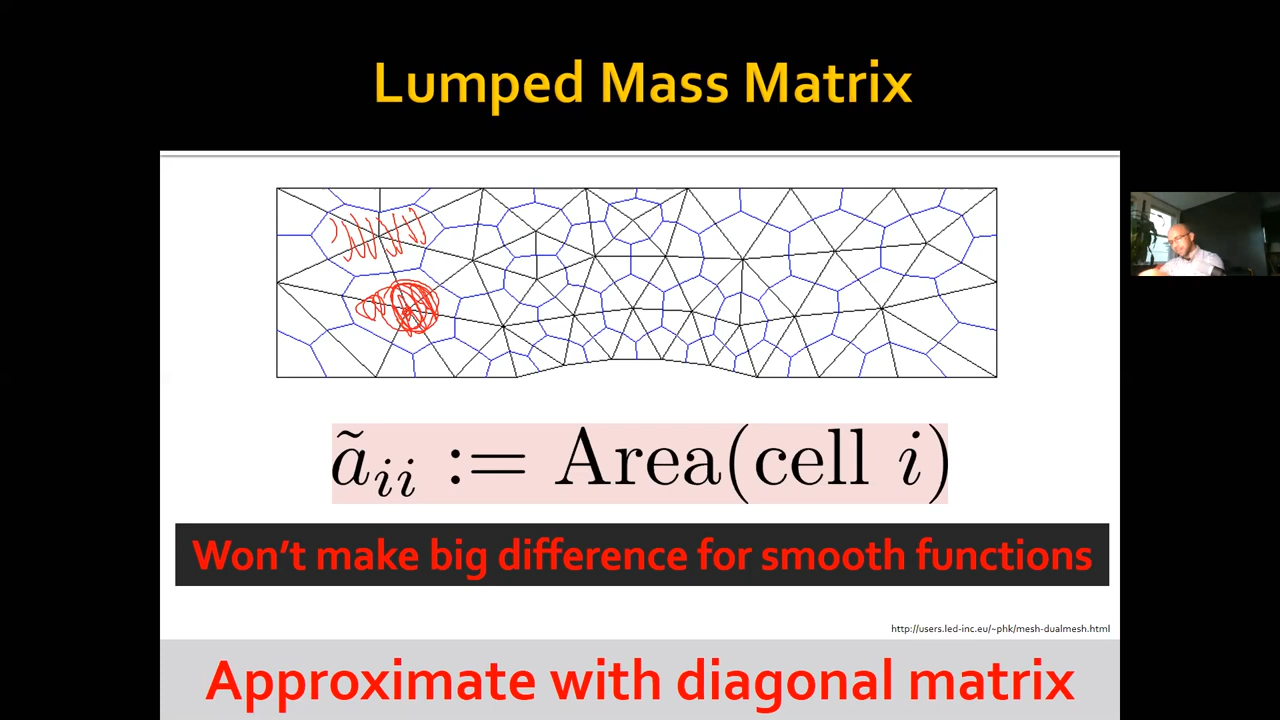 Lumped Mass Matrix
ãᵢᵢ := Area(cell i)
Won't make big difference for smooth functions
http://users.led-inc.eu/~phk/mesh-dualmesh.html
Approximate with diagonal matrix